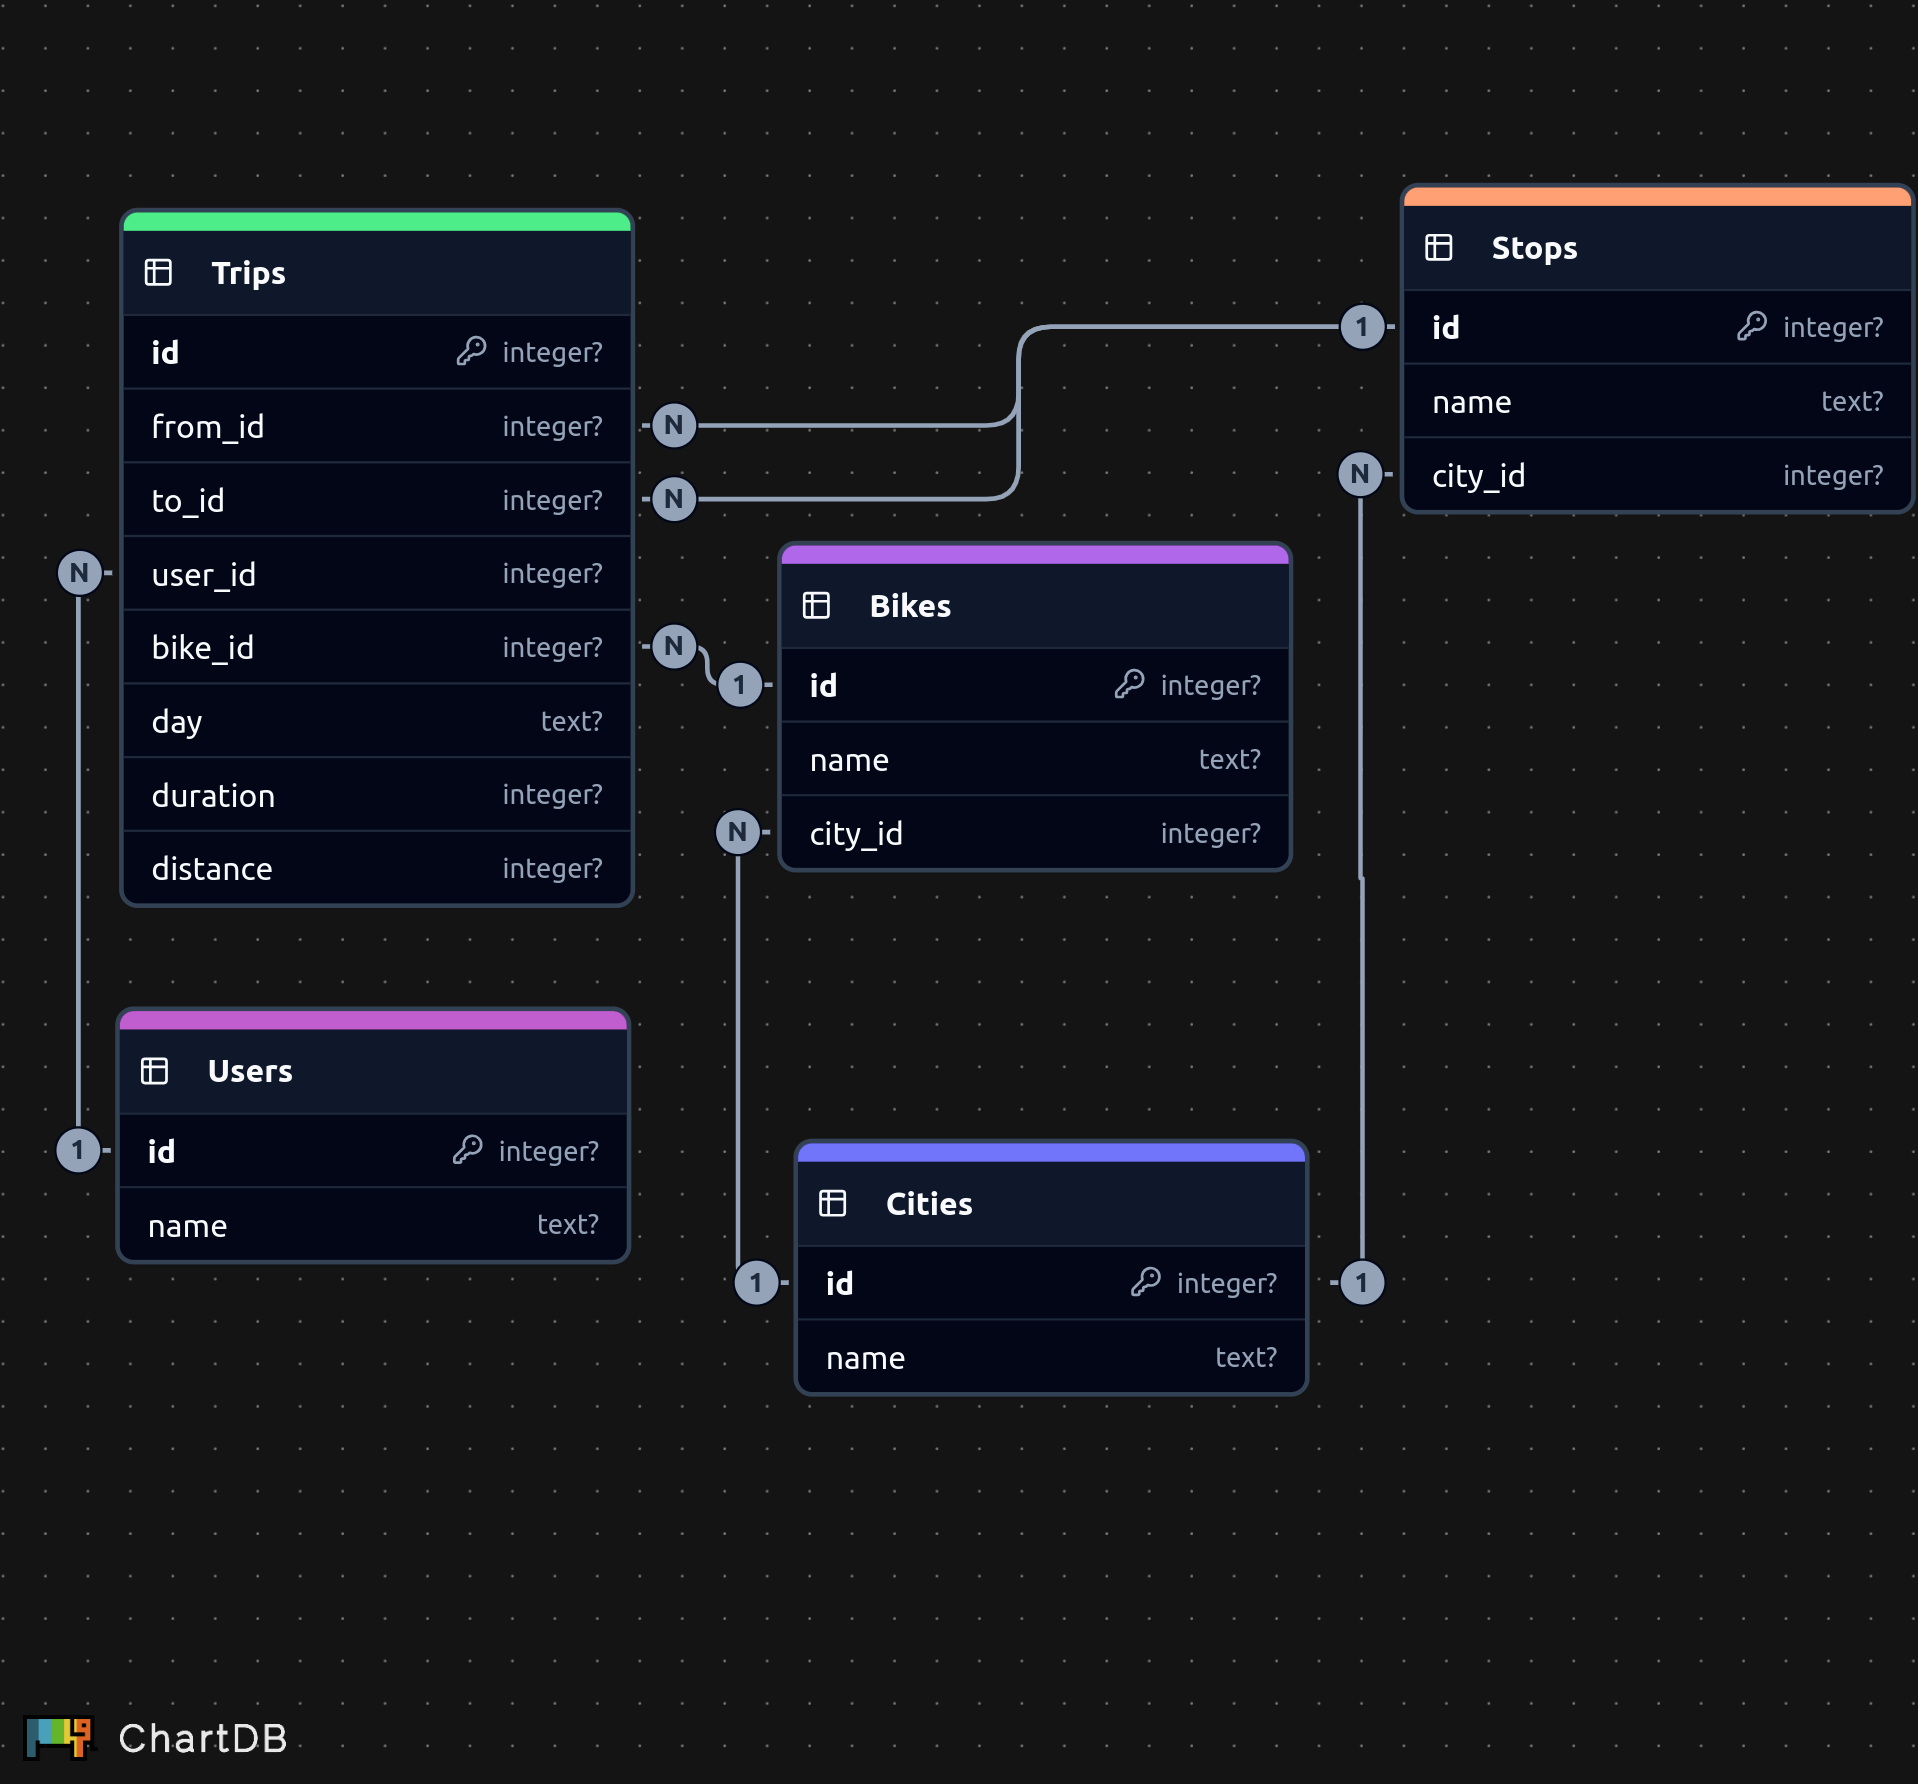 Trips
id integer?
from_id integer?
to_id integer?
user_id integer?
bike_id integer?
day text?
duration integer?
distance integer?
N
N
N
N
1
Stops
id integer?
name text?
city_id integer?
1
N
Bikes
id integer?
name text?
city_id integer?
N
Users
id integer?
name text?
1
Cities
id integer?
name text?
1
1
ChartDB